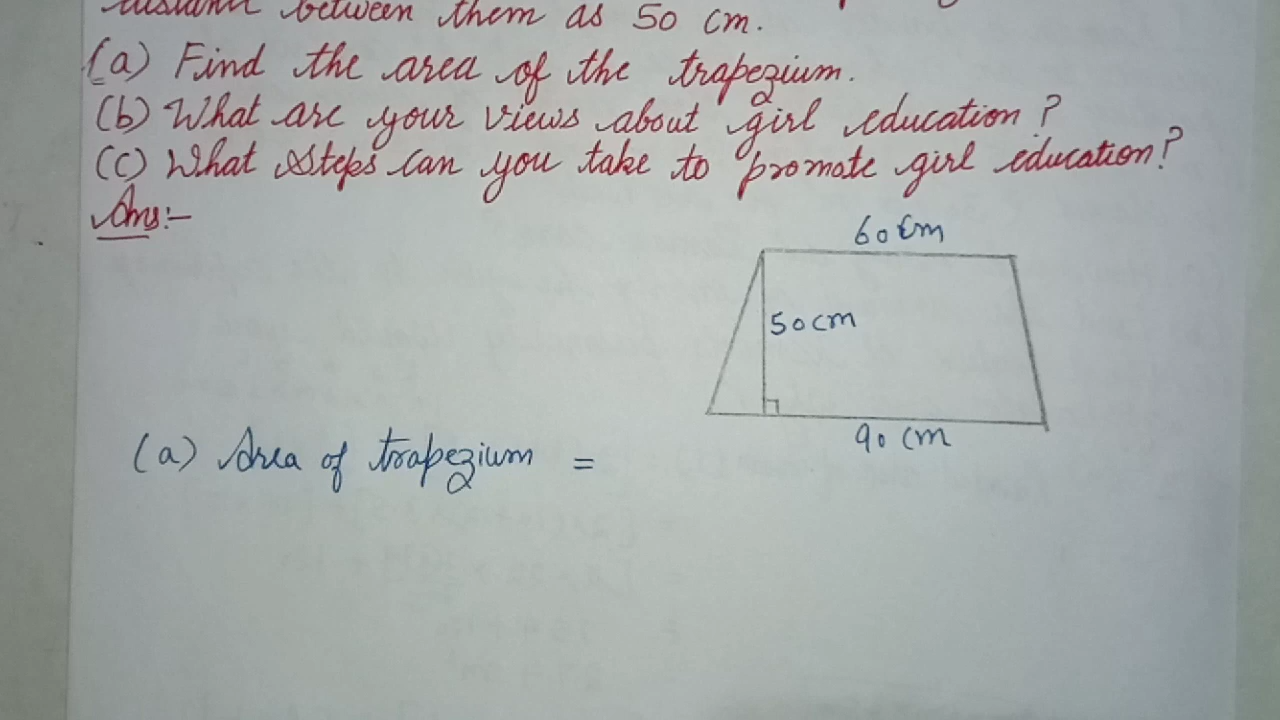 distance between them as 50 cm.
(a) Find the area of the trapezium.
(b) What are your views about girl education?
(c) What steps can you take to promote girl education?
Ans:-
60 cm
50 cm
90 cm
(a) Area of trapezium =